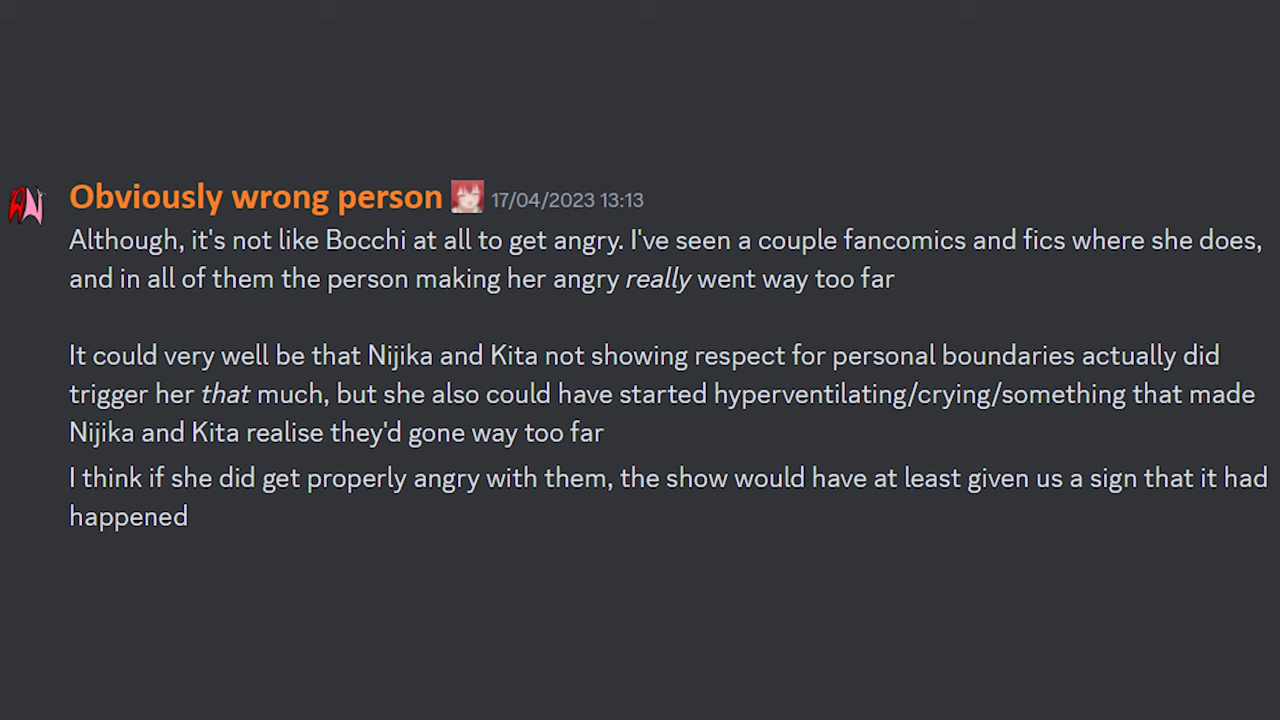 Obviously wrong person 17/04/2023 13:13
Although, it's not like Bocchi at all to get angry. I've seen a couple fancomics and fics where she does,
and in all of them the person making her angry really went way too far
It could very well be that Nijika and Kita not showing respect for personal boundaries actually did
trigger her that much, but she also could have started hyperventilating/crying/something that made
Nijika and Kita realise they'd gone way too far
I think if she did get properly angry with them, the show would have at least given us a sign that it had
happened